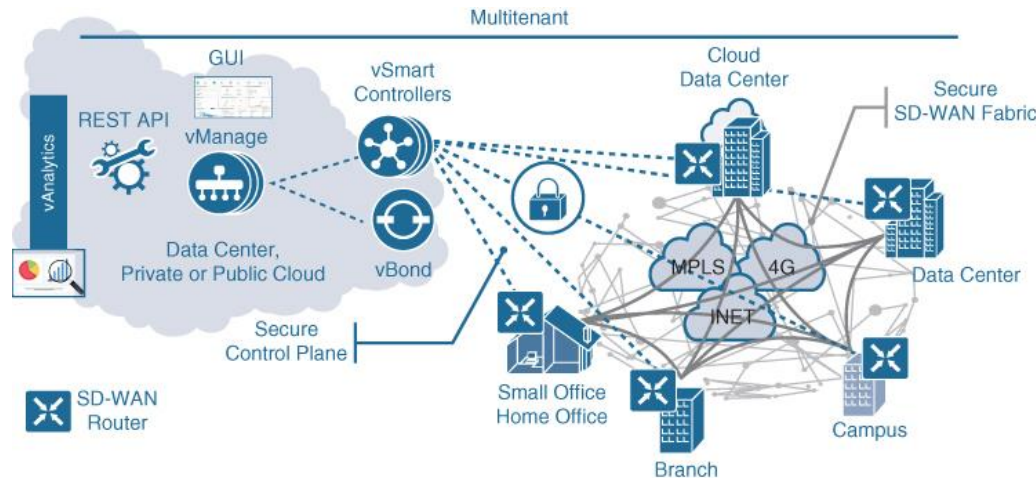 Multitenant
GUI
vSmart
Controllers
Cloud
Data Center
Secure
SD-WAN Fabric
vAnalytics
REST API
vManage
MPLS
4G
INET
Data Center
Data Center,
Private or Public Cloud
vBond
Secure
Control Plane
Small Office
Home Office
SD-WAN
Router
Campus
Branch